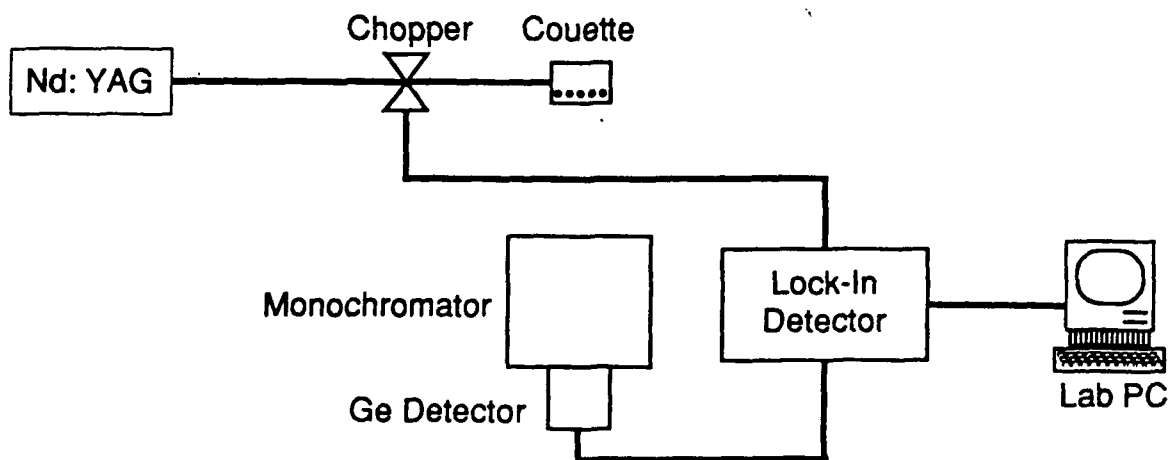 Chopper
Couette
Nd: YAG
Monochromator
Lock-In
Detector
Ge Detector
Lab PC